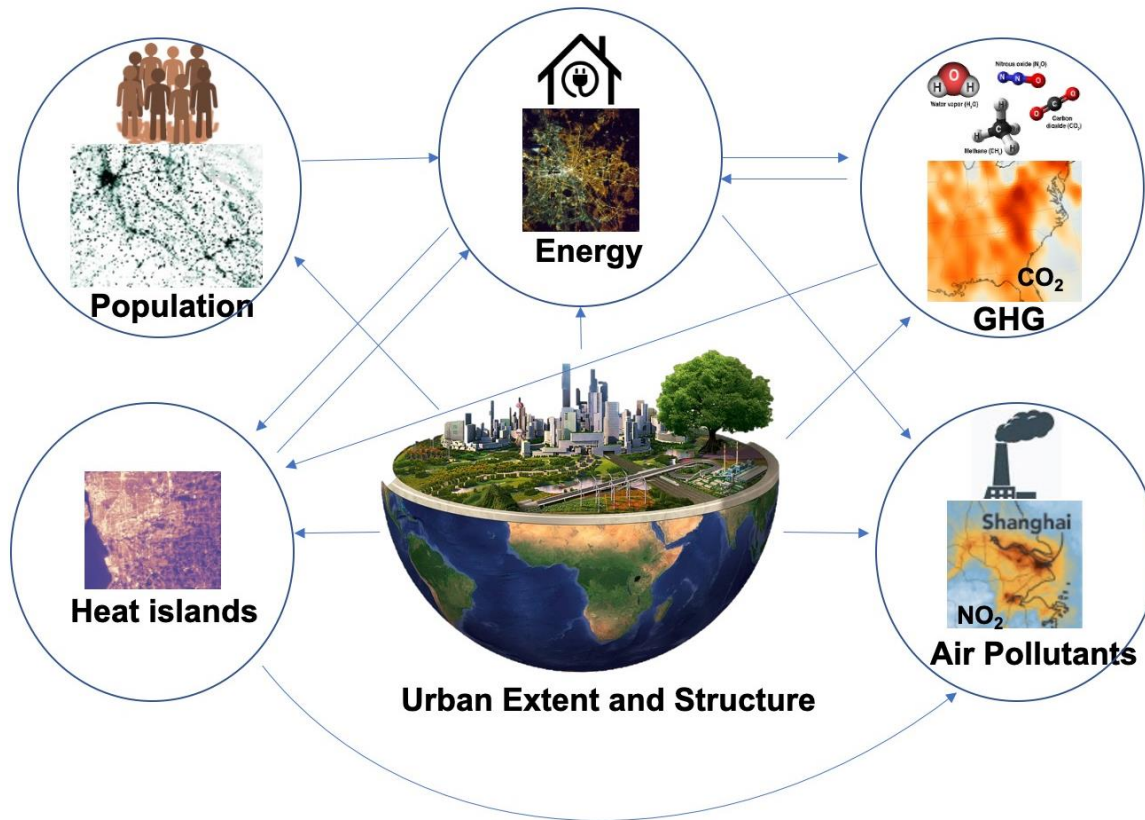 Population
Energy
Nitrous oxide (N₂O)
O
H
H
Water vapor (H₂O)
N
N
O
O
C
O
Carbon
dioxide (CO₂)
C
H
H
H
H
Methane (CH₄)
CO₂
GHG
Heat islands
Urban Extent and Structure
Shanghai
NO₂
Air Pollutants